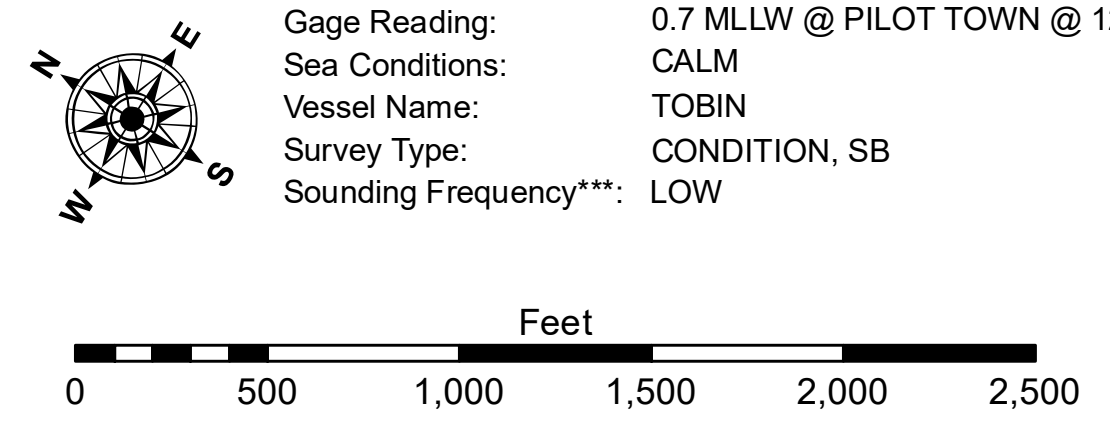 N
E
S
W
Gage Reading: 0.7 MLLW @ PILOT TOWN @
Sea Conditions: CALM
Vessel Name: TOBIN
Survey Type: CONDITION, SB
Sounding Frequency***: LOW
Feet
0 500 1,000 1,500 2,000 2,500